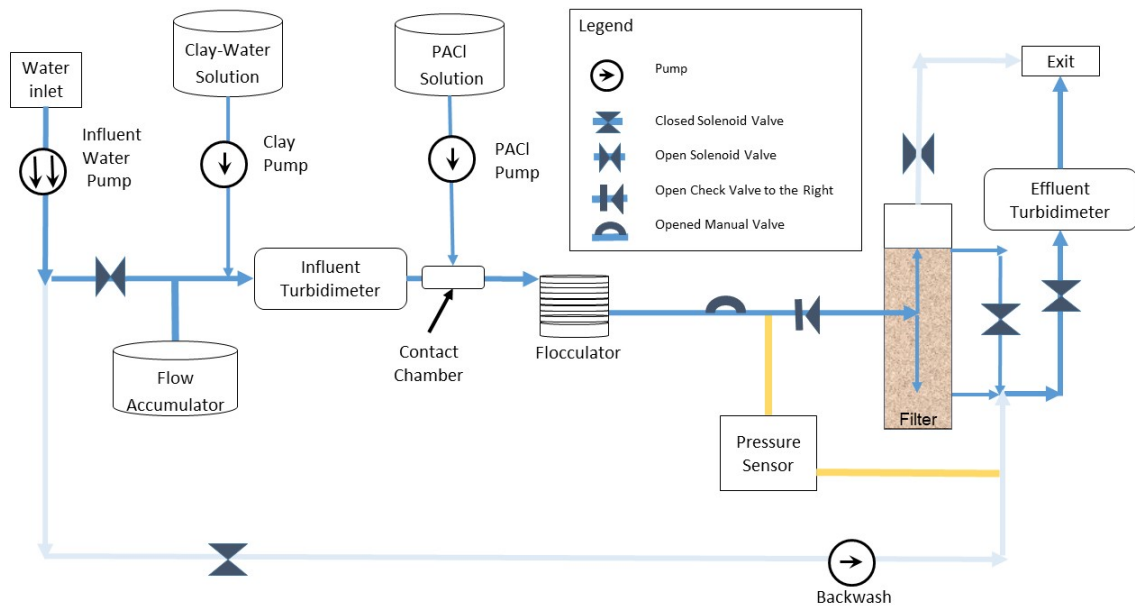 Water
inlet
Influent
Water
Pump
Clay-Water
Solution
Clay
Pump
PACl
Solution
PACl
Pump
Legend
Pump
Closed Solenoid Valve
Open Solenoid Valve
Open Check Valve to the Right
Opened Manual Valve
Exit
Effluent
Turbidimeter
Influent
Turbidimeter
Flow
Accumulator
Contact
Chamber
Flocculator
Filter
Pressure
Sensor
Backwash